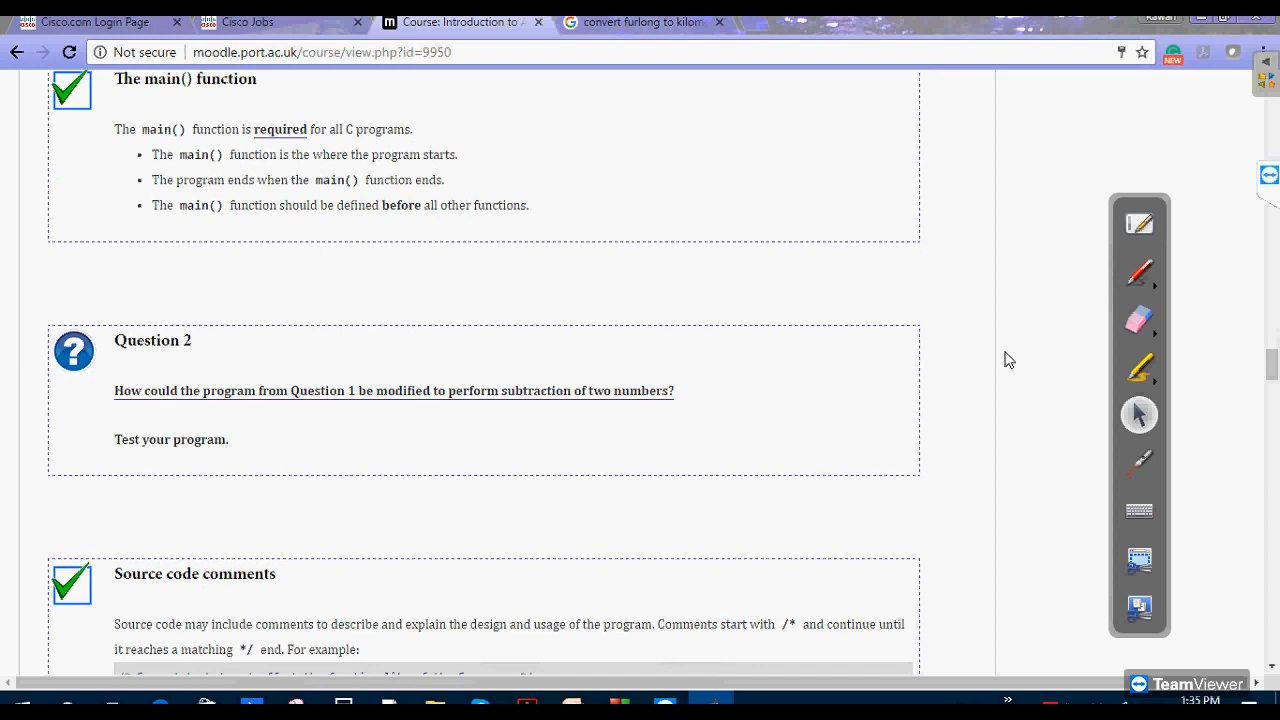 Cisco.com Login Page
Cisco Jobs
Course: Introduction to A
convert furlong to kilom
Kawan
Not secure
moodle.port.ac.uk/course/view.php?id=9950
NEW
The main() function
The main() function is required for all C programs.
• The main() function is the where the program starts.
• The program ends when the main() function ends.
• The main() function should be defined before all other functions.
Question 2
How could the program from Question 1 be modified to perform subtraction of two numbers?
Test your program.
Source code comments
Source code may include comments to describe and explain the design and usage of the program. Comments start with /* and continue until
it reaches a matching */ end. For example:
TeamViewer
1:35 PM